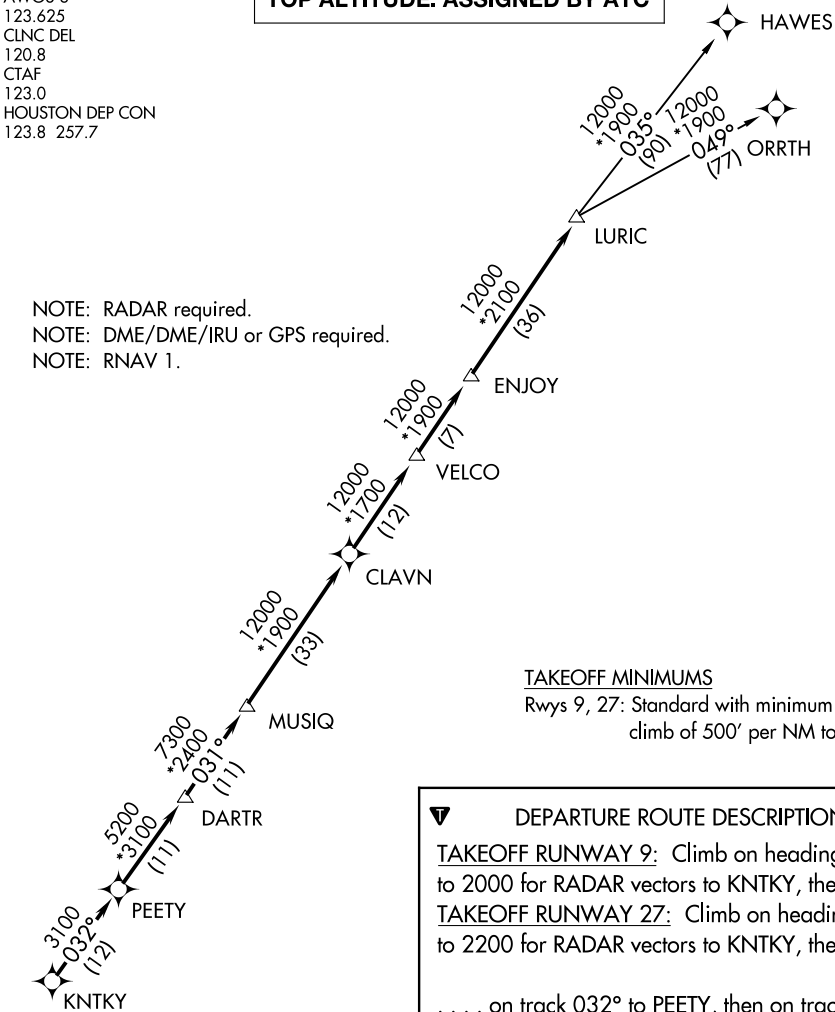 123.625
CLNC DEL
120.8
CTAF
123.0
HOUSTON DEP CON
123.8 257.7
TOP ALTITUDE: ASSIGNED BY ATC
HAWES
12000
*1900
035°
(90)
12000
*1900
049°
(77)
ORRTH
LURIC
NOTE: RADAR required.
NOTE: DME/DME/IRU or GPS required.
NOTE: RNAV 1.
12000
*2100
(36)
ENJOY
12000
*1900
(7)
VELCO
12000
*1700
(12)
CLAVN
12000
*1900
(33)
MUSIQ
TAKEOFF MINIMUMS
Rwys 9, 27: Standard with minimum
climb of 500' per NM to
7300
*2400
031°
(11)
DARTR
5200
*3100
(11)
PEETY
3100
032°
(12)
KNTKY
T DEPARTURE ROUTE DESCRIPTION
TAKEOFF RUNWAY 9: Climb on heading
to 2000 for RADAR vectors to KNTKY, the
TAKEOFF RUNWAY 27: Climb on headin
to 2200 for RADAR vectors to KNTKY, the
. . . . on track 032° to PEETY, then on trac